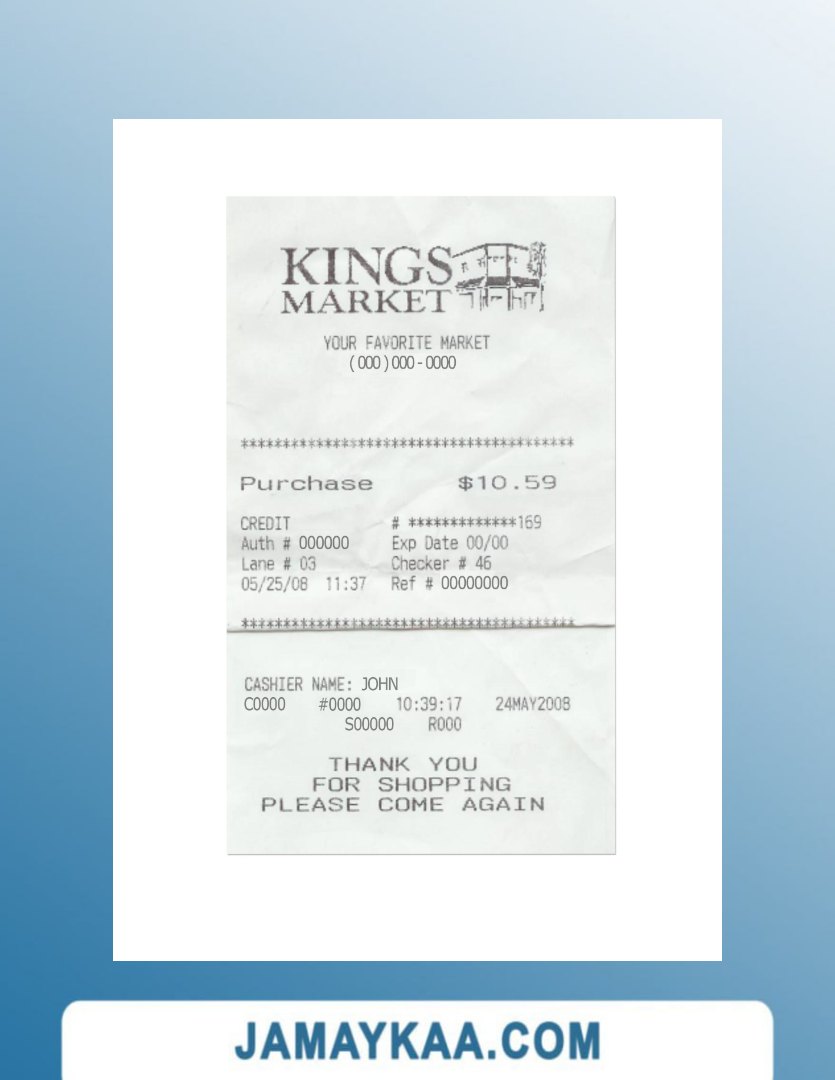 KINGS
MARKET
YOUR FAVORITE MARKET
(000)000-0000
****************************************
Purchase $10.59
CREDIT # *************169
Auth # 000000 Exp Date 00/00
Lane # 03 Checker # 46
05/25/08 11:37 Ref # 00000000
****************************************
CASHIER NAME: JOHN
C0000 #0000 10:39:17 24MAY2008
S00000 R000
THANK YOU
FOR SHOPPING
PLEASE COME AGAIN
JAMAYKAA.COM